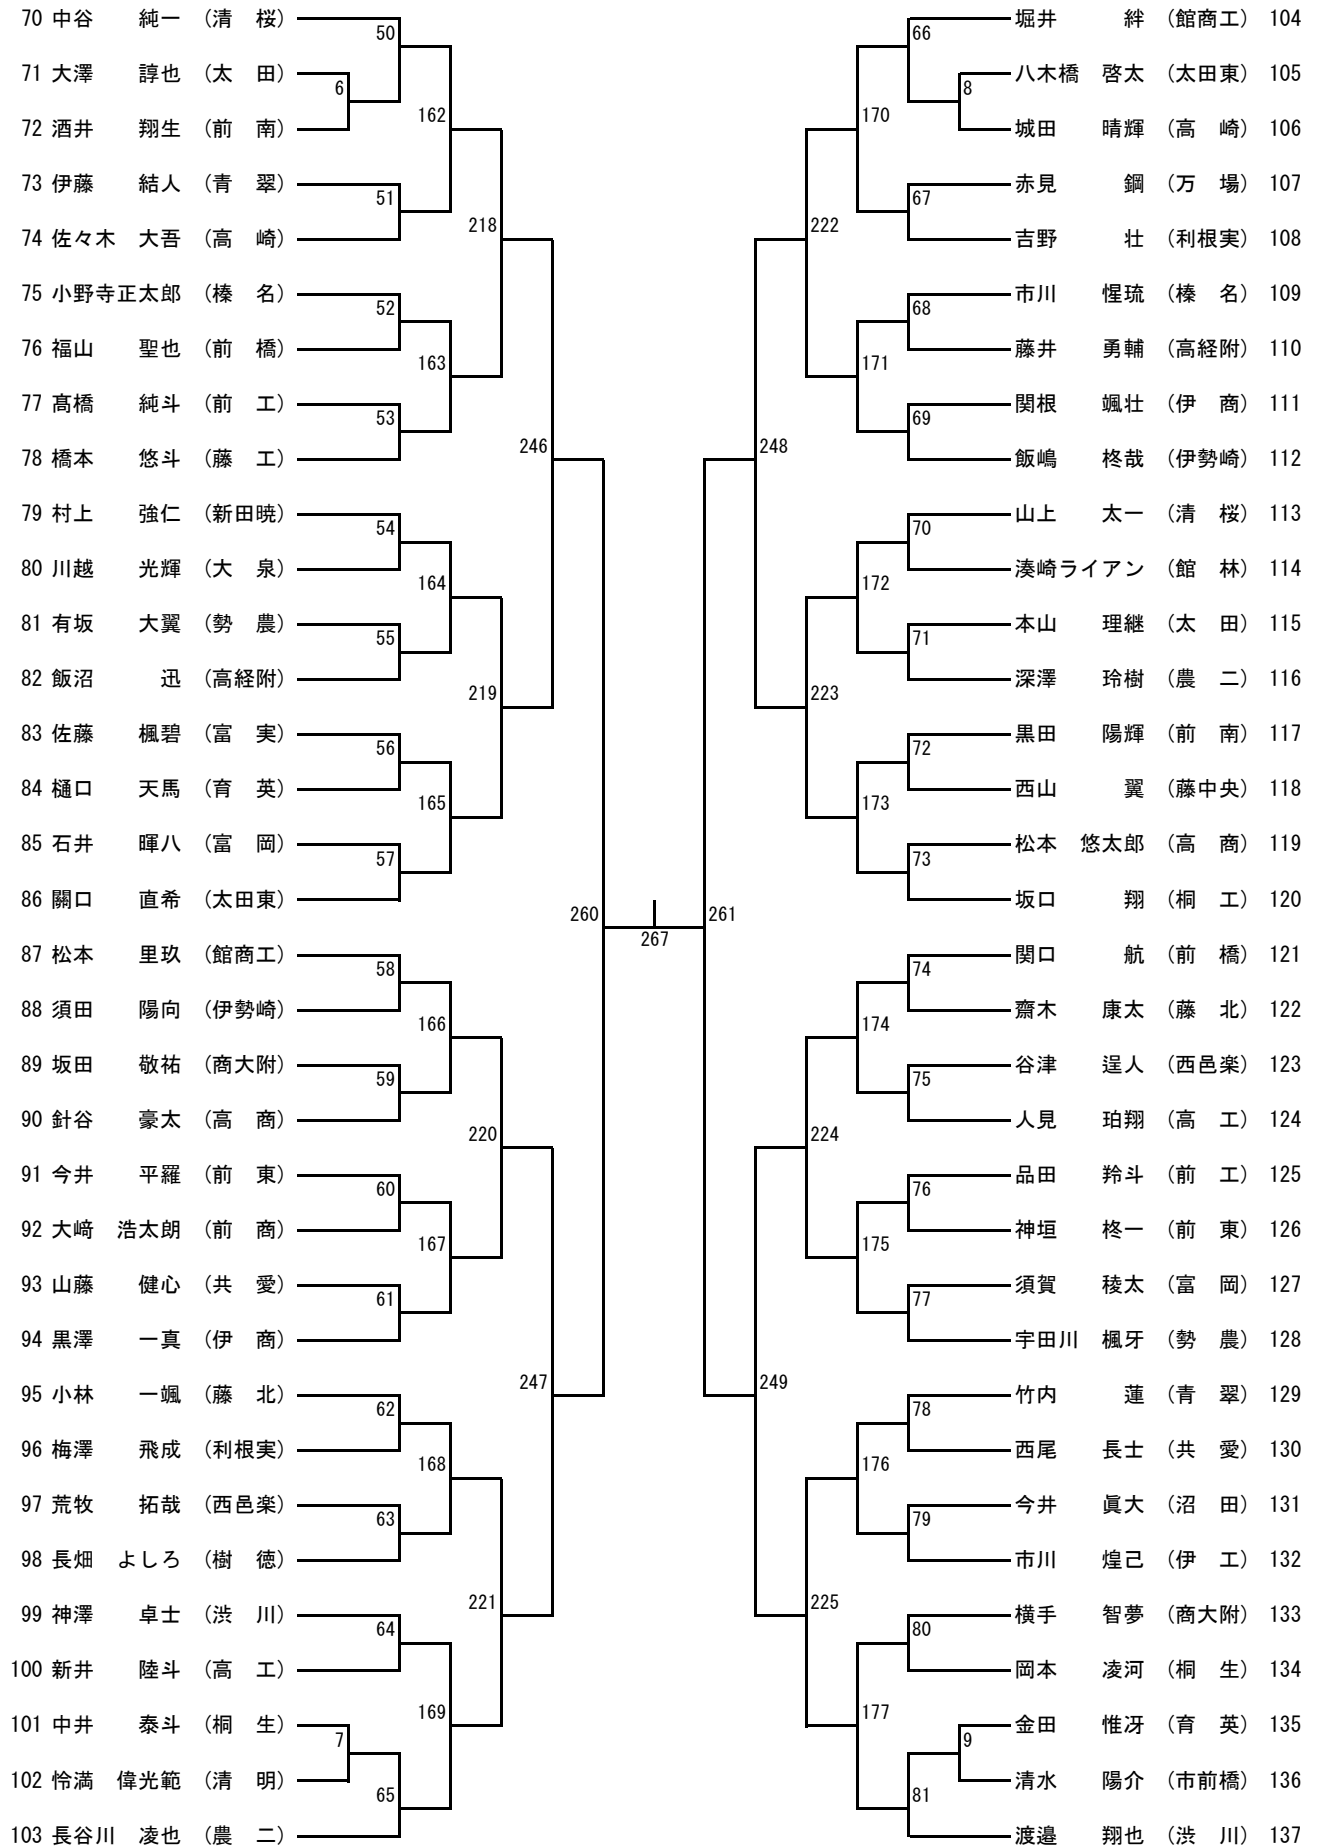 70 中谷　　純一 （清　桜） 50 66 堀井　　　絆 （館商工） 104
71 大澤　　諄也 （太　田） 6 8 八木橋　啓太 （太田東） 105
72 酒井　　翔生 （前　南） 162 170 城田　　晴輝 （高　崎） 106
73 伊藤　　結人 （青　翠） 51 67 赤見　　　鋼 （万　場） 107
74 佐々木　大吾 （高　崎） 218 222 吉野　　　壮 （利根実） 108
75 小野寺正太郎 （榛　名） 52 68 市川　　惺琉 （榛　名） 109
76 福山　　聖也 （前　橋） 163 171 藤井　　勇輔 （高経附） 110
77 髙橋　　純斗 （前　工） 53 69 関根　　颯壮 （伊　商） 111
78 橋本　　悠斗 （藤　工） 246 248 飯嶋　　柊哉 （伊勢崎） 112
79 村上　　強仁 （新田暁） 54 70 山上　　太一 （清　桜） 113
80 川越　　光輝 （大　泉） 164 172 湊崎ライアン （館　林） 114
81 有坂　　大翼 （勢　農） 55 71 本山　　理継 （太　田） 115
82 飯沼　　　迅 （高経附） 219 223 深澤　　玲樹 （農　二） 116
83 佐藤　　楓碧 （富　実） 56 72 黒田　　陽輝 （前　南） 117
84 樋口　　天馬 （育　英） 165 173 西山　　　翼 （藤中央） 118
85 石井　　暉八 （富　岡） 57 73 松本　悠太郎 （高　商） 119
86 關口　　直希 （太田東） 260 267 261 坂口　　　翔 （桐　工） 120
87 松本　　里玖 （館商工） 58 74 関口　　　航 （前　橋） 121
88 須田　　陽向 （伊勢崎） 166 174 齋木　　康太 （藤　北） 122
89 坂田　　敬祐 （商大附） 59 75 谷津　　逞人 （西邑楽） 123
90 針谷　　豪太 （高　商） 220 224 人見　　珀翔 （高　工） 124
91 今井　　平羅 （前　東） 60 76 品田　　羚斗 （前　工） 125
92 大﨑　浩太朗 （前　商） 167 175 神垣　　柊一 （前　東） 126
93 山藤　　健心 （共　愛） 61 77 須賀　　稜太 （富　岡） 127
94 黒澤　　一真 （伊　商） 247 249 宇田川　楓牙 （勢　農） 128
95 小林　　一颯 （藤　北） 62 78 竹内　　　蓮 （青　翠） 129
96 梅澤　　飛成 （利根実） 168 176 西尾　　長士 （共　愛） 130
97 荒牧　　拓哉 （西邑楽） 63 79 今井　　眞大 （沼　田） 131
98 長畑　よしろ （樹　徳） 市川　　煌己 （伊　工） 132
99 神澤　　卓士 （渋　川） 64 221 225 80 横手　　智夢 （商大附） 133
100 新井　　陸斗 （高　工） 169 177 岡本　　凌河 （桐　生） 134
101 中井　　泰斗 （桐　生） 7 9 金田　　惟冴 （育　英） 135
102 怜満　偉光範 （清　明） 65 81 清水　　陽介 （市前橋） 136
103 長谷川　凌也 （農　二） 渡邉　　翔也 （渋　川） 137